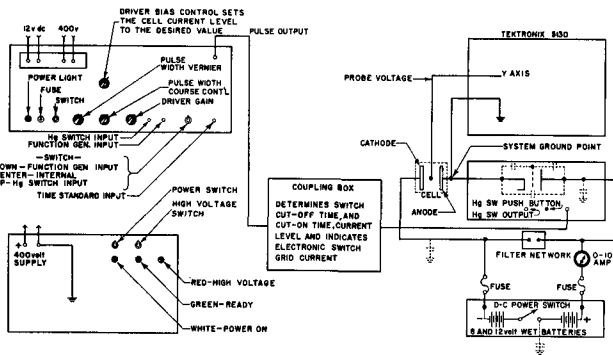 DRIVER BIAS CONTROL SETS
THE CELL CURRENT LEVEL
TO THE DESIRED VALUE
PULSE OUTPUT
12v dc
400v
POWER LIGHT
FUSE
SWITCH
PULSE
WIDTH VERNIER
PULSE WIDTH
COURSE CONT'L
DRIVER GAIN
Hg SWITCH INPUT
FUNCTION GEN. INPUT
-SWITCH-
OWN-FUNCTION GEN INPUT
ENTER-INTERNAL
P-Hg SWITCH INPUT
TIME STANDARD INPUT
POWER SWITCH
HIGH VOLTAGE
SWITCH
+
400volt
SUPPLY
RED-HIGH VOLTAGE
GREEN-READY
WHITE-POWER ON
COUPLING BOX
DETERMINES SWITCH
CUT-OFF TIME, AND
CUT-ON TIME, CURRENT
LEVEL AND INDICATES
ELECTRONIC SWITCH
GRID CURRENT
TEKTRONIX 5130
PROBE VOLTAGE
Y AXIS
CATHODE
SYSTEM GROUND POINT
CELL
ANODE
Hg SW PUSH BUTTON
Hg SW OUTPUT
FILTER NETWORK
0-10
AMP
FUSE
FUSE
D-C POWER SWITCH
-
+
6 AND 12volt WET BATTERIES